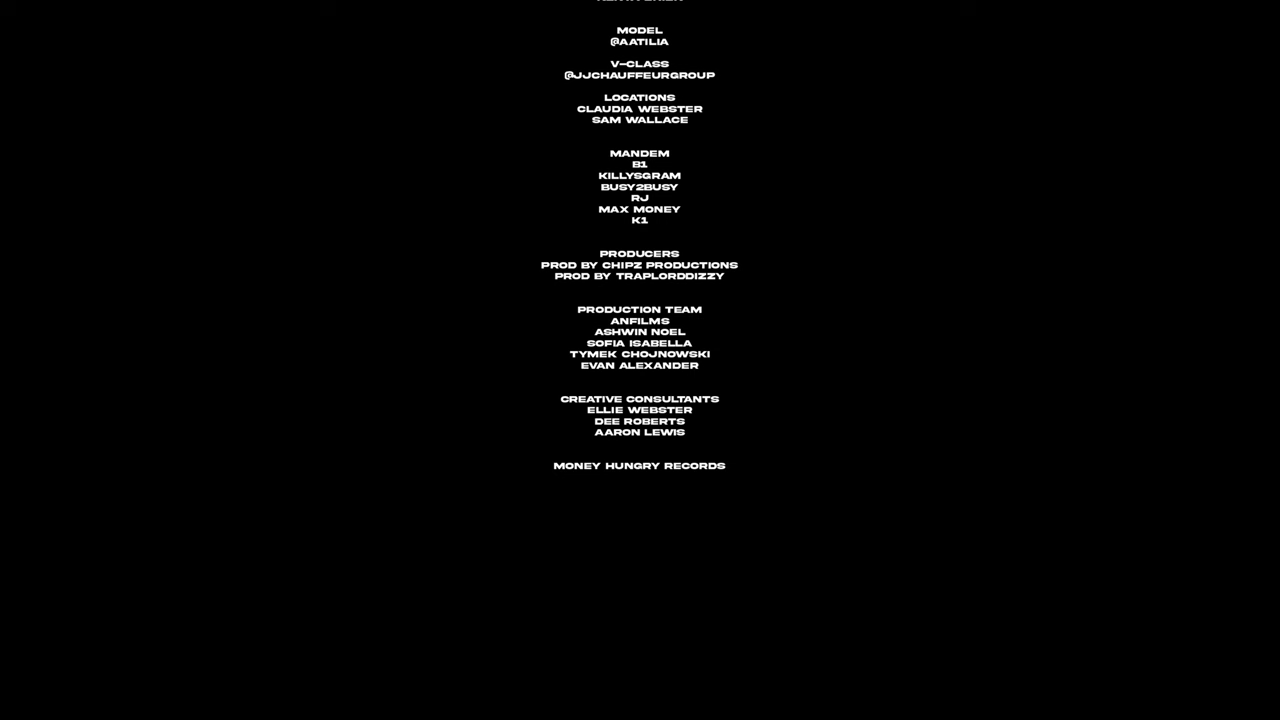 MODEL
@AATILIA
V-CLASS
@JJCHAUFFEURGROUP
LOCATIONS
CLAUDIA WEBSTER
SAM WALLACE
MANDEM
B1
KILLYSGRAM
BUSY2BUSY
RJ
MAX MONEY
K1
PRODUCERS
PROD BY CHIPZ PRODUCTIONS
PROD BY TRAPLORDDIZZY
PRODUCTION TEAM
ANFILMS
ASHWIN NOEL
SOFIA ISABELLA
TYMEK CHOJNOWSKI
EVAN ALEXANDER
CREATIVE CONSULTANTS
ELLIE WEBSTER
DEE ROBERTS
AARON LEWIS
MONEY HUNGRY RECORDS